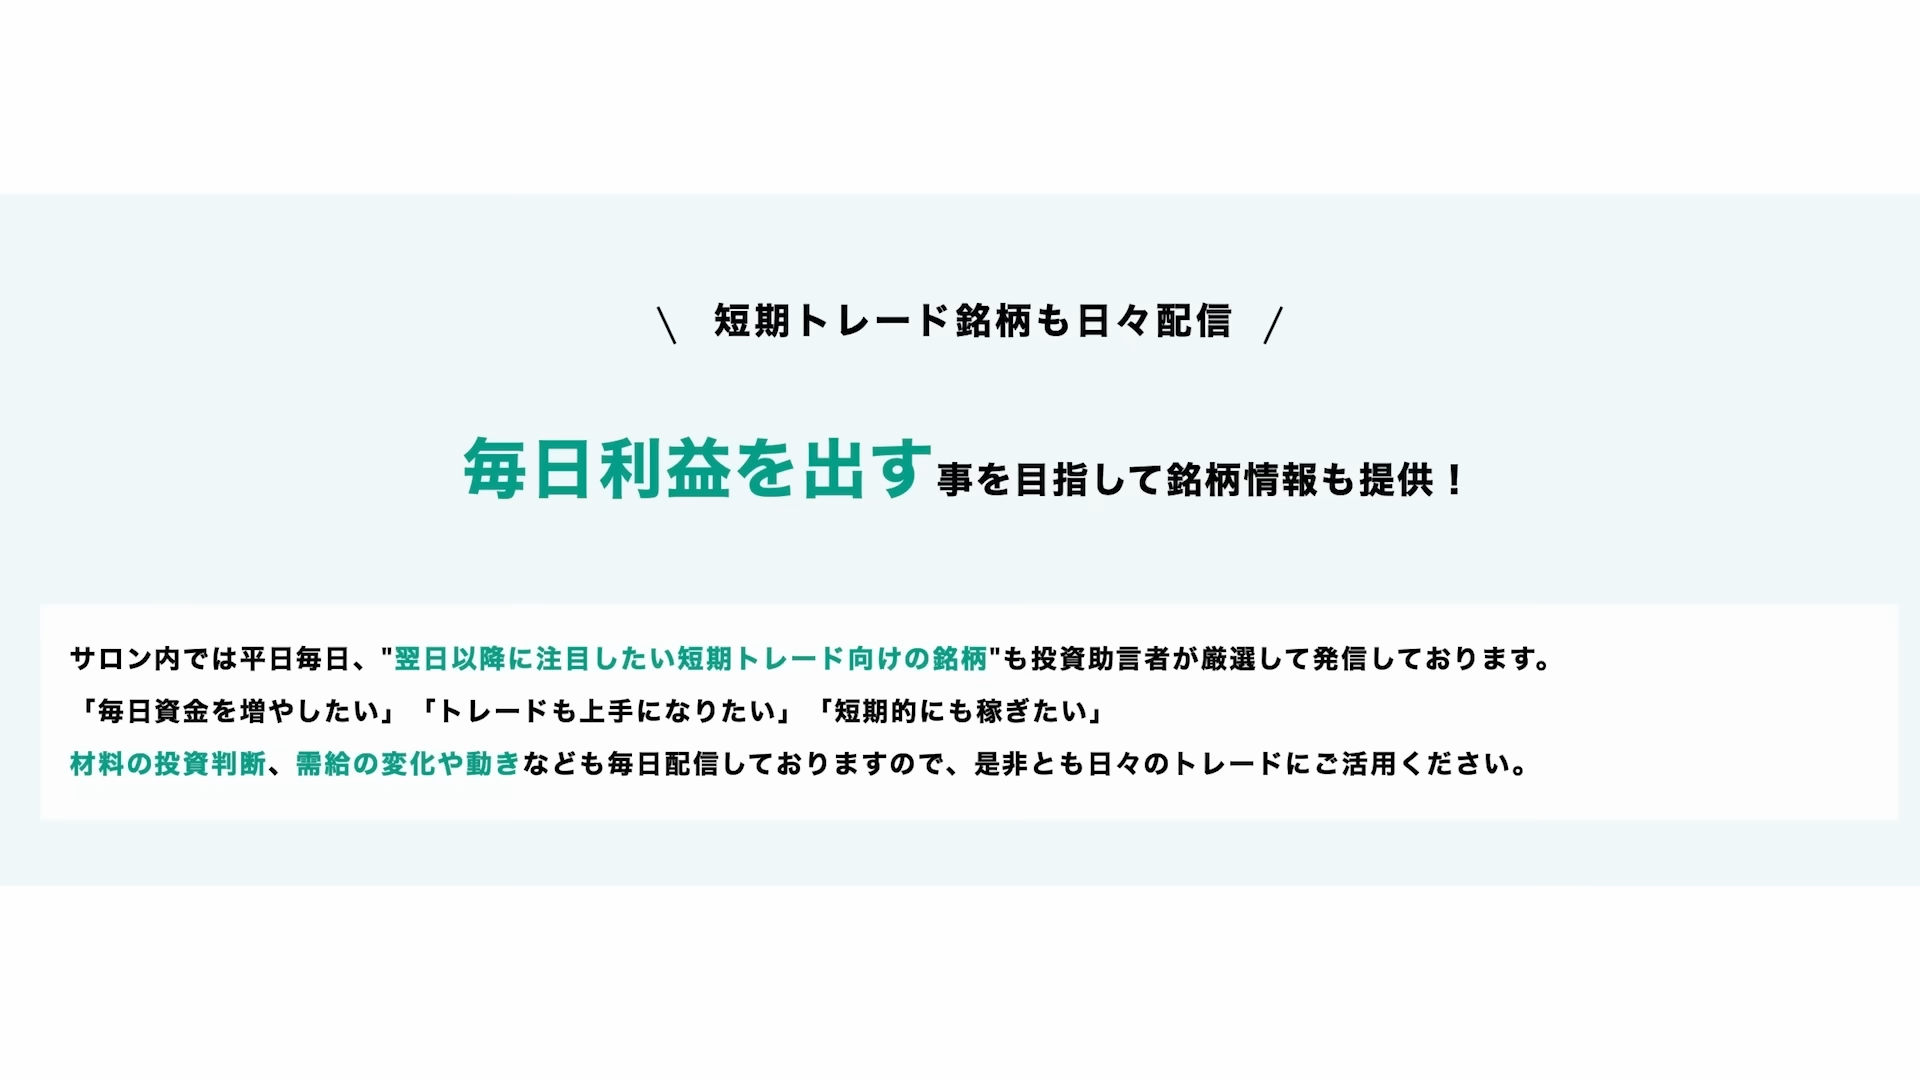 \ 短期トレード銘柄も日々配信 /
毎日利益を出す事を目指して銘柄情報も提供！
サロン内では平日毎日、"翌日以降に注目したい短期トレード向けの銘柄"も投資助言者が厳選して発信しております。
「毎日資金を増やしたい」「トレードも上手になりたい」「短期的にも稼ぎたい」
材料の投資判断、需給の変化や動きなども毎日配信しておりますので、是非とも日々のトレードにご活用ください。